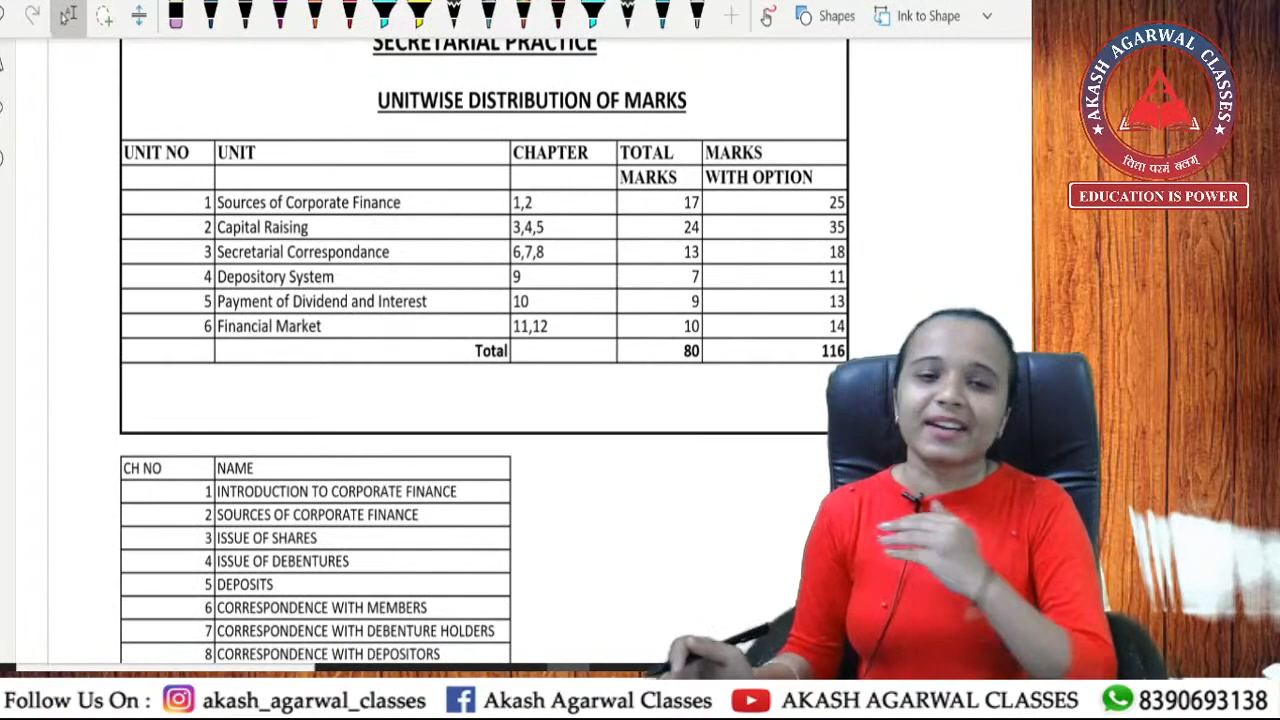 Shapes
Ink to Shape
SECRETARIAL PRACTICE
UNITWISE DISTRIBUTION OF MARKS
UNIT NO UNIT CHAPTER TOTAL MARKS
MARKS WITH OPTION
1 Sources of Corporate Finance 1,2 17 25
2 Capital Raising 3,4,5 24 35
3 Secretarial Correspondance 6,7,8 13 18
4 Depository System 9 7 11
5 Payment of Dividend and Interest 10 9 13
6 Financial Market 11,12 10 14
Total 80 116
CH NO NAME
1 INTRODUCTION TO CORPORATE FINANCE
2 SOURCES OF CORPORATE FINANCE
3 ISSUE OF SHARES
4 ISSUE OF DEBENTURES
5 DEPOSITS
6 CORRESPONDENCE WITH MEMBERS
7 CORRESPONDENCE WITH DEBENTURE HOLDERS
8 CORRESPONDENCE WITH DEPOSITORS
AKASH AGARWAL CLASSES
विद्या परमं बलम्
EDUCATION IS POWER
Follow Us On : akash_agarwal_classes Akash Agarwal Classes AKASH AGARWAL CLASSES 8390693138